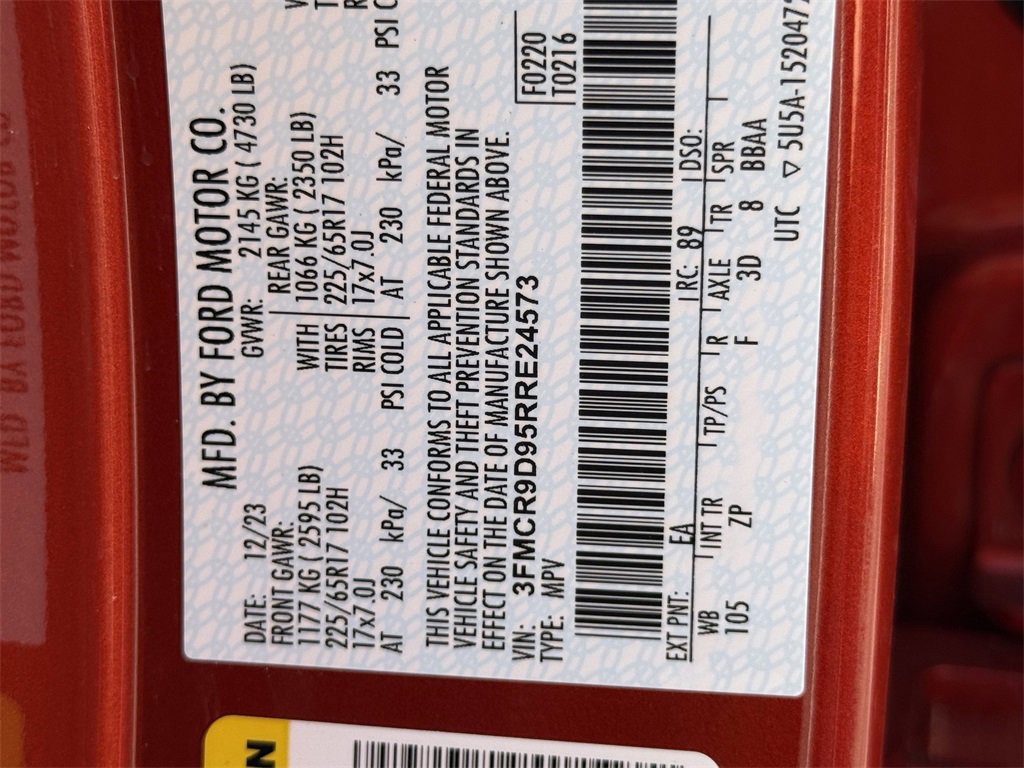 MFD. BY FORD MOTOR CO.
DATE: 12/23 GVWR: 2145 KG ( 4730 LB)
FRONT GAWR: REAR GAWR:
1177 KG ( 2595 LB) WITH 1066 KG ( 2350 LB)
225/65R17 102H TIRES 225/65R17 102H
17x7.0J RIMS 17x7.0J
AT 230 kPa/ 33 PSI COLD AT 230 kPa/ 33 PSI C
THIS VEHICLE CONFORMS TO ALL APPLICABLE FEDERAL MOTOR
VEHICLE SAFETY AND THEFT PREVENTION STANDARDS IN
EFFECT ON THE DATE OF MANUFACTURE SHOWN ABOVE.
VIN: 3FMCR9D95RRE24573 F0220
TYPE: MPV T0216
EXT PNT: EA RC: 89 DSO:
WB INT TR TP/PS R AXLE TR SPR
105 ZP F 3D 8 BBAA
UTC ▽ 5U5A-1520472